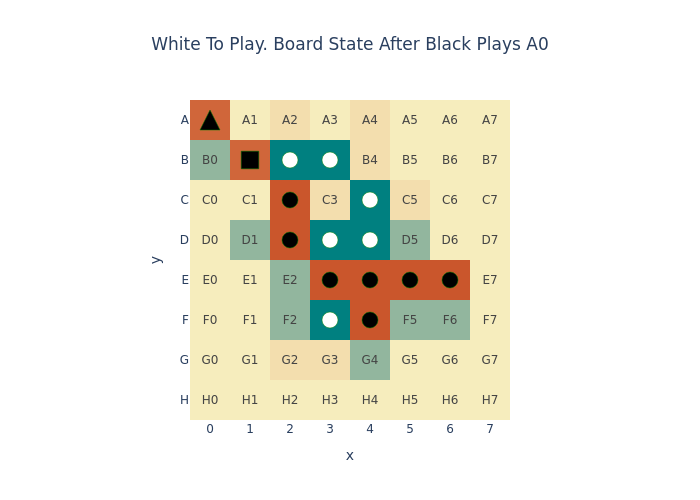 White To Play. Board State After Black Plays A0
A A1 A2 A3 A4 A5 A6 A7
B B0 B4 B5 B6 B7
C C0 C1 C3 C5 C6 C7
D D0 D1 D5 D6 D7
E E0 E1 E2 E7
F F0 F1 F2 F5 F6 F7
G G0 G1 G2 G3 G4 G5 G6 G7
H H0 H1 H2 H3 H4 H5 H6 H7
0 1 2 3 4 5 6 7
x
y